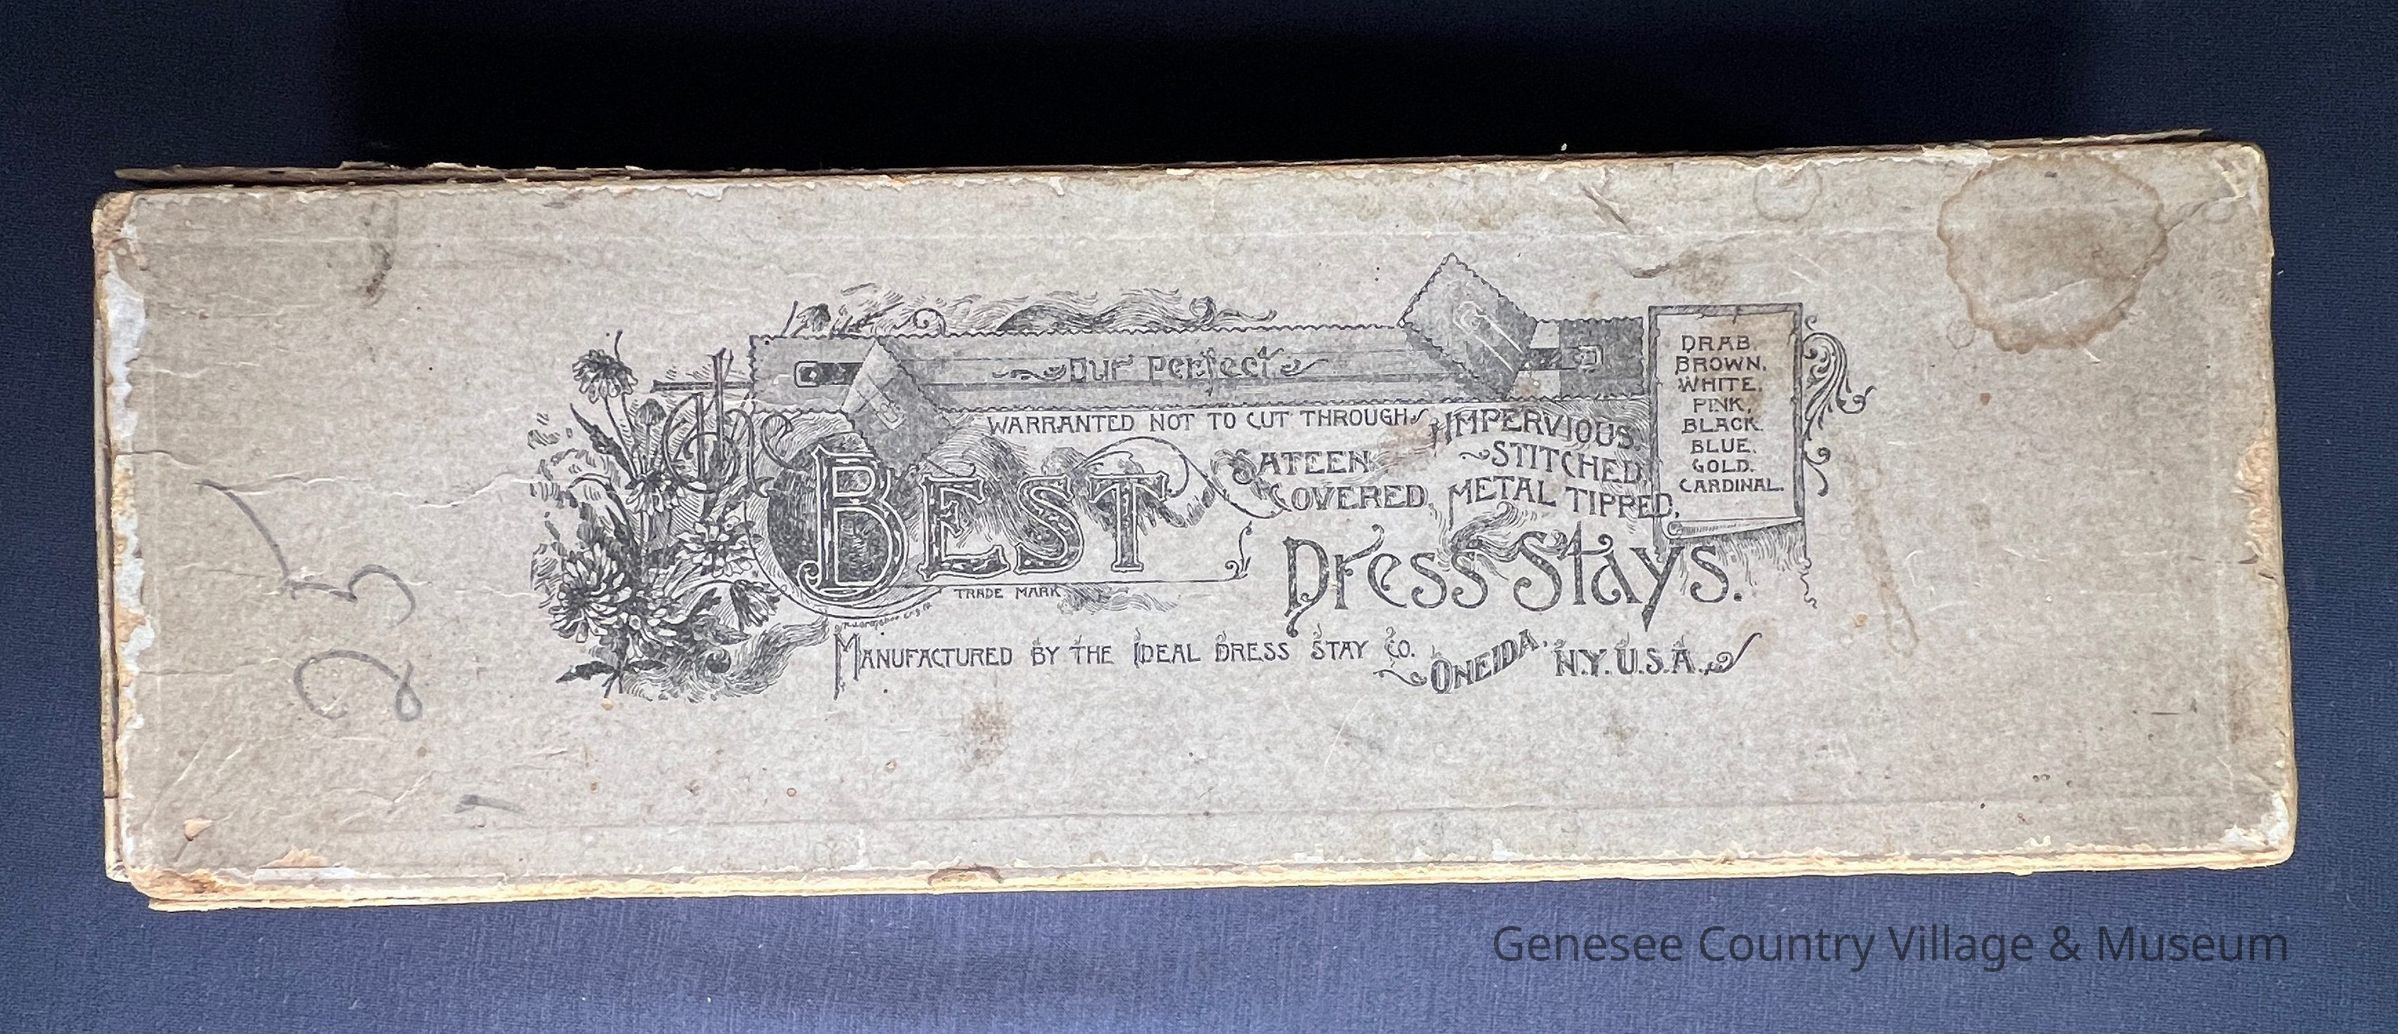 our Perfect
The
BEST
TRADE MARK
WARRANTED NOT TO CUT THROUGH
SATEEN
COVERED,
IMPERVIOUS,
STITCHED,
METAL TIPPED,
Dress Stays.
DRAB,
BROWN,
WHITE,
PINK,
BLACK.
BLUE,
GOLD.
CARDINAL.
MANUFACTURED BY THE IDEAL DRESS STAY CO. ONEIDA, N.Y. U.S.A.
25
Genesee Country Village & Museum